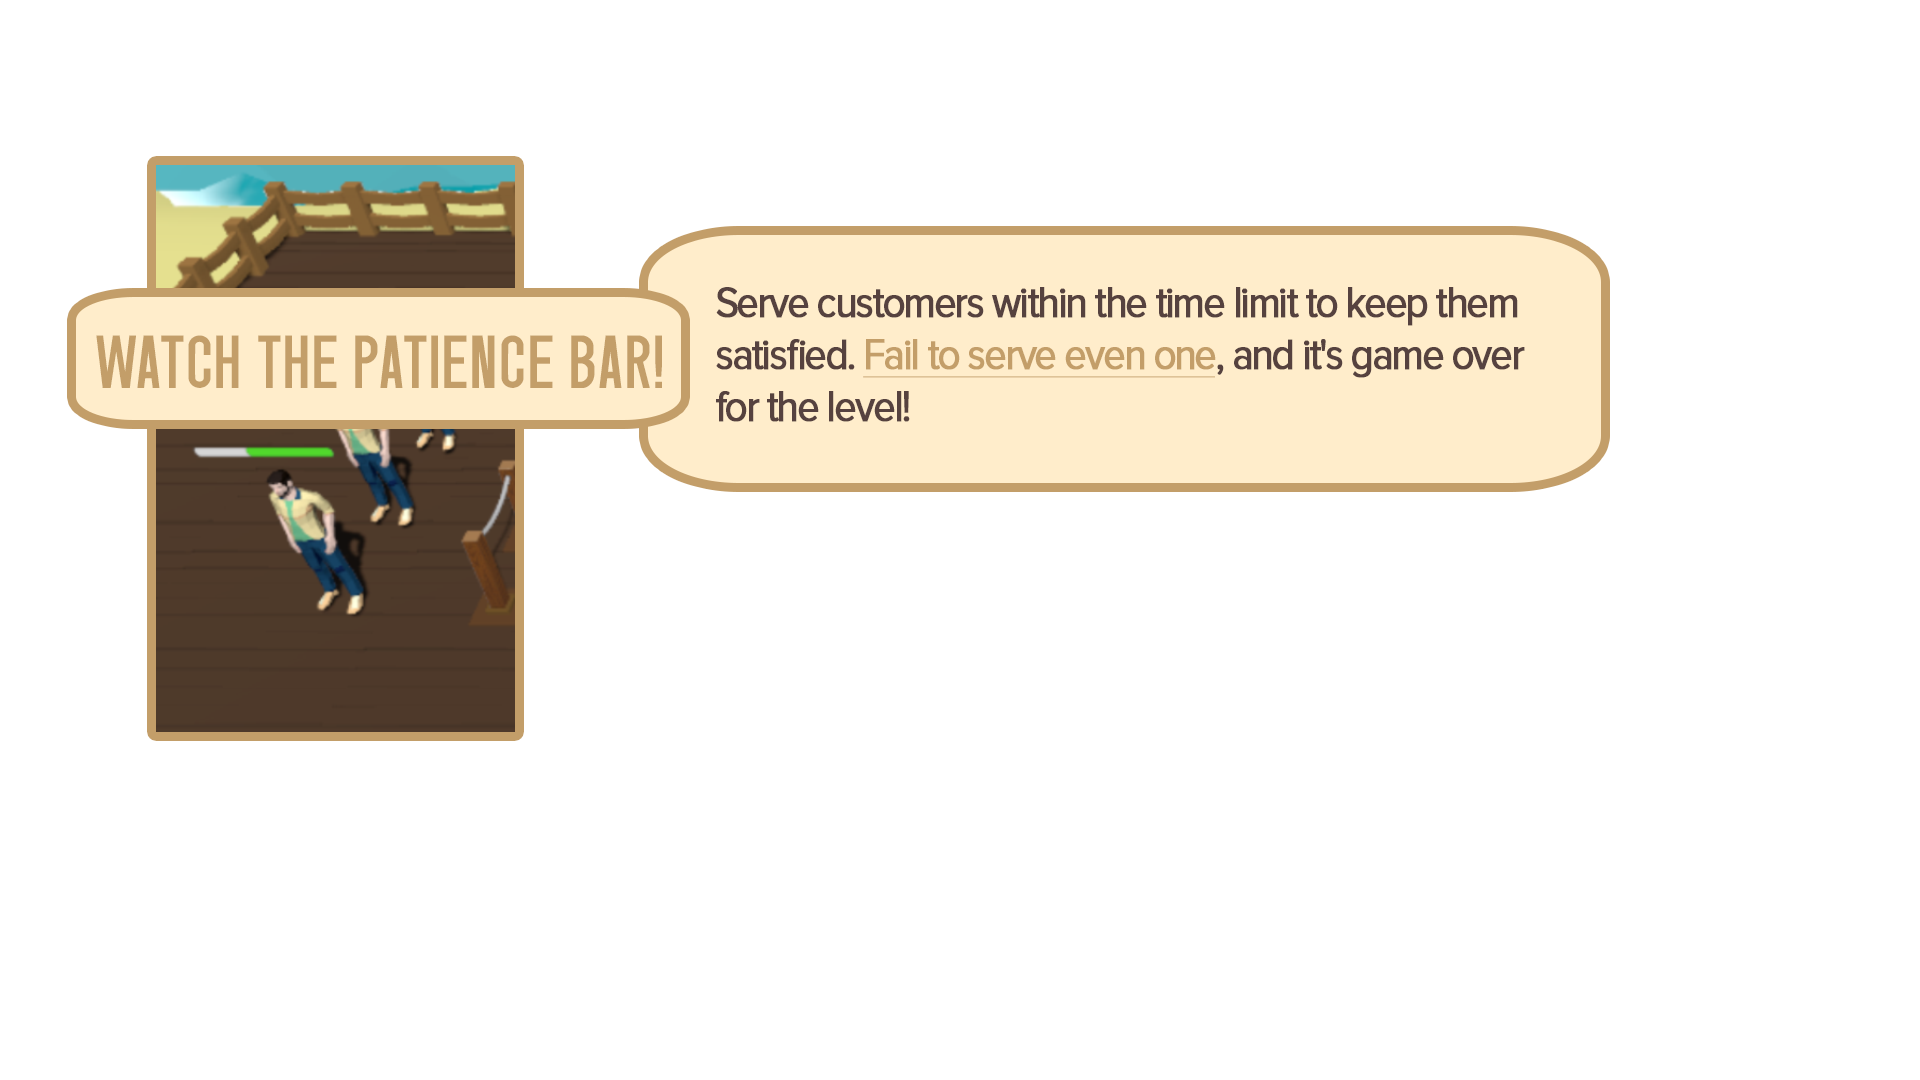 WATCH THE PATIENCE BAR!
Serve customers within the time limit to keep them
satisfied. Fail to serve even one, and it's game over
for the level!